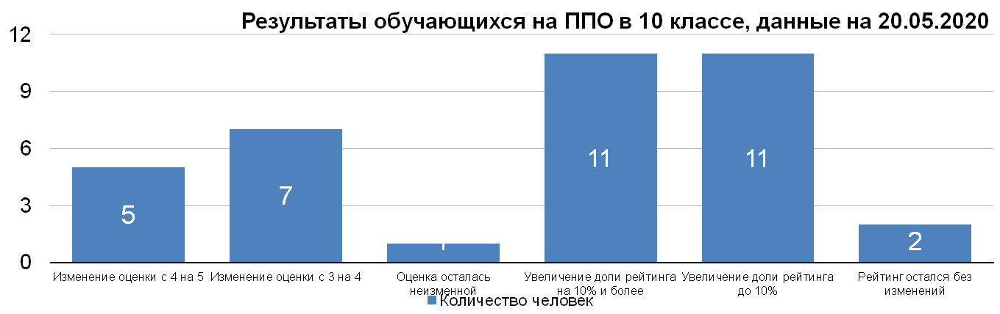 Результаты обучающихся на ППО в 10 классе, данные на 20.05.2020
12
9
6
3
0
5
7
1
11
11
2
Изменение оценки с 4 на 5
Изменение оценки с 3 на 4
Оценка осталась
неизменной
Увеличение доли рейтинга
на 10% и более
Увеличение доли рейтинга
до 10%
Рейтинг остался без
изменений
Количество человек